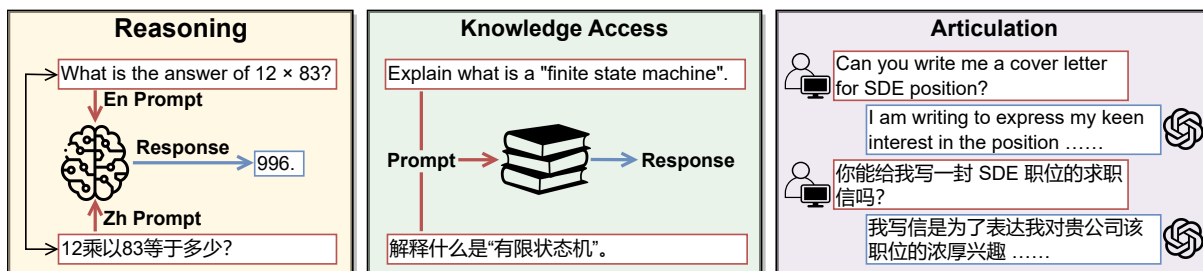 Reasoning
What is the answer of 12 × 83?
En Prompt
Response
996.
Zh Prompt
12乘以83等于多少?
Knowledge Access
Explain what is a "finite state machine".
Prompt
Response
解释什么是“有限状态机”。
Articulation
Can you write me a cover letter
for SDE position?
I am writing to express my keen
interest in the position ……
你能给我写一封 SDE 职位的求职
信吗?
我写信是为了表达我对贵公司该
职位的浓厚兴趣 ……